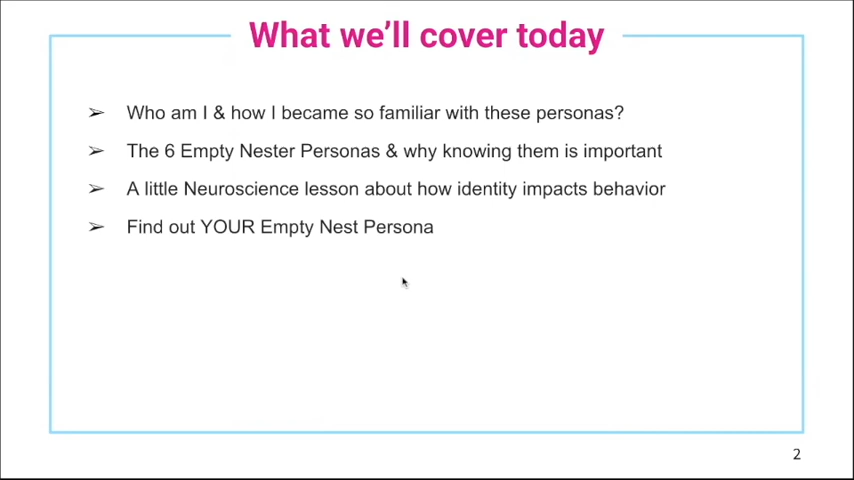 What we'll cover today
➢ Who am I & how I became so familiar with these personas?
➢ The 6 Empty Nester Personas & why knowing them is important
➢ A little Neuroscience lesson about how identity impacts behavior
➢ Find out YOUR Empty Nest Persona
2